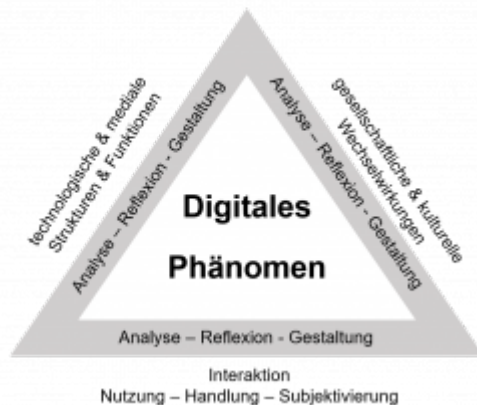 technologische & mediale
Strukturen & Funktionen
Analyse – Reflexion - Gestaltung
gesellschaftliche & kulturelle
Wechselwirkungen
Analyse – Reflexion - Gestaltung
Digitales
Phänomen
Analyse – Reflexion - Gestaltung
Interaktion
Nutzung – Handlung – Subjektivierung